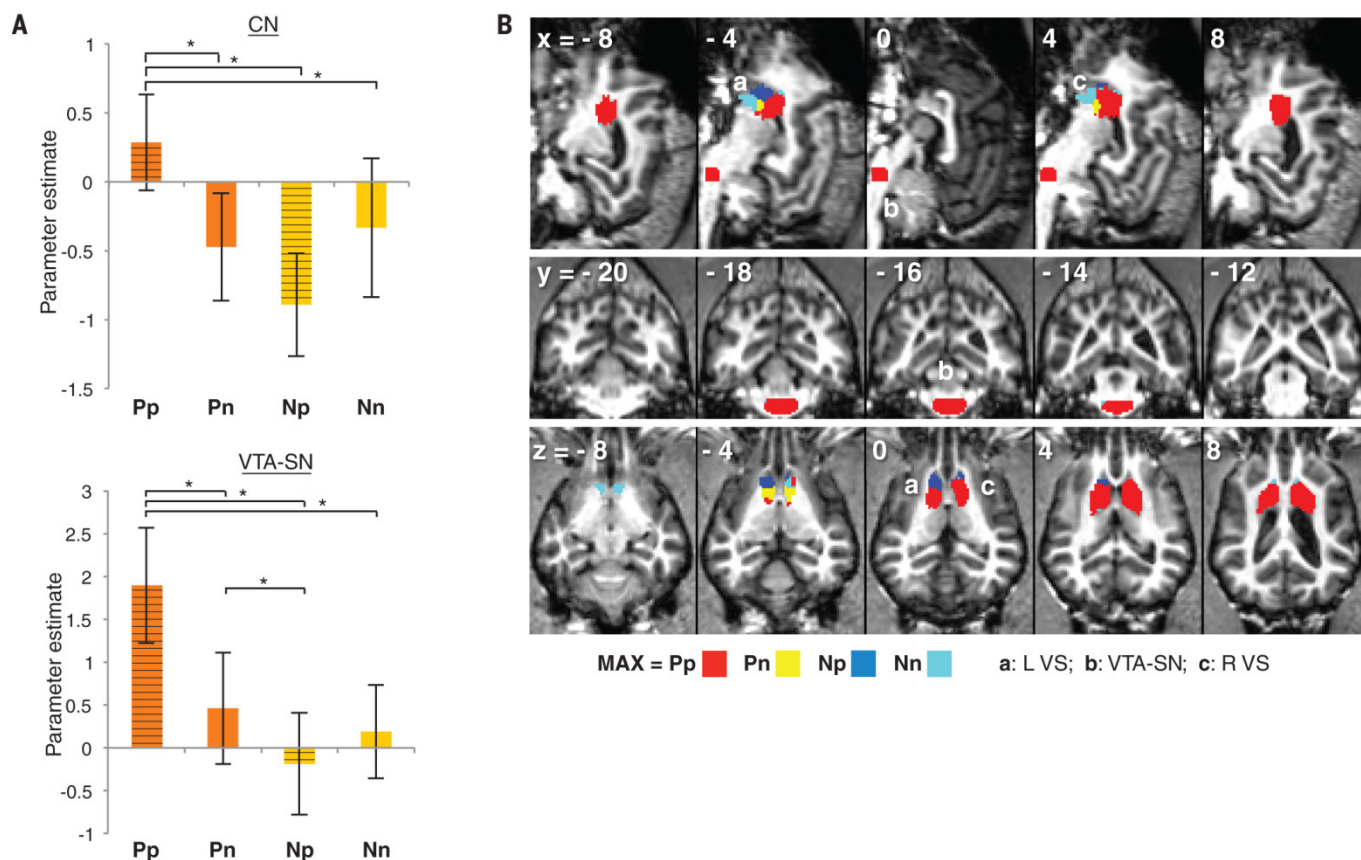 A
CN
1
0.5
0
-0.5
-1
-1.5
Parameter estimate
* * *
Pp Pn Np Nn
VTA-SN
3
2.5
2
1.5
1
0.5
0
-0.5
-1
Parameter estimate
* * *
*
Pp Pn Np Nn
B
x = - 8 - 4 0 4 8
a c
b
y = - 20 - 18 - 16 - 14 - 12
b
z = - 8 - 4 0 4 8
a c
MAX = Pp Pn Np Nn a: L VS; b: VTA-SN; c: R VS